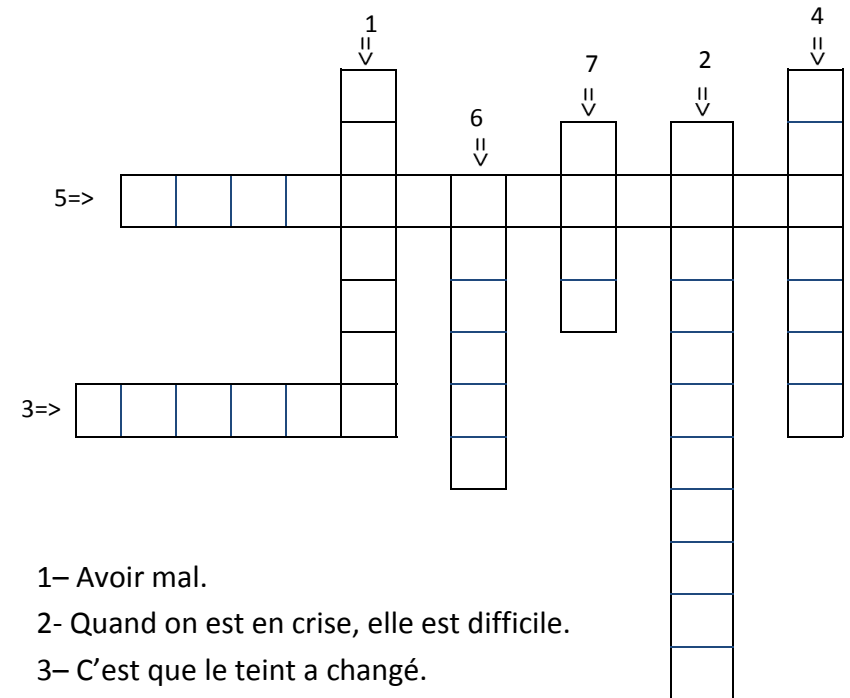 1
4
7
2
6
5=>
3=>
1– Avoir mal.
2- Quand on est en crise, elle est difficile.
3– C’est que le teint a changé.